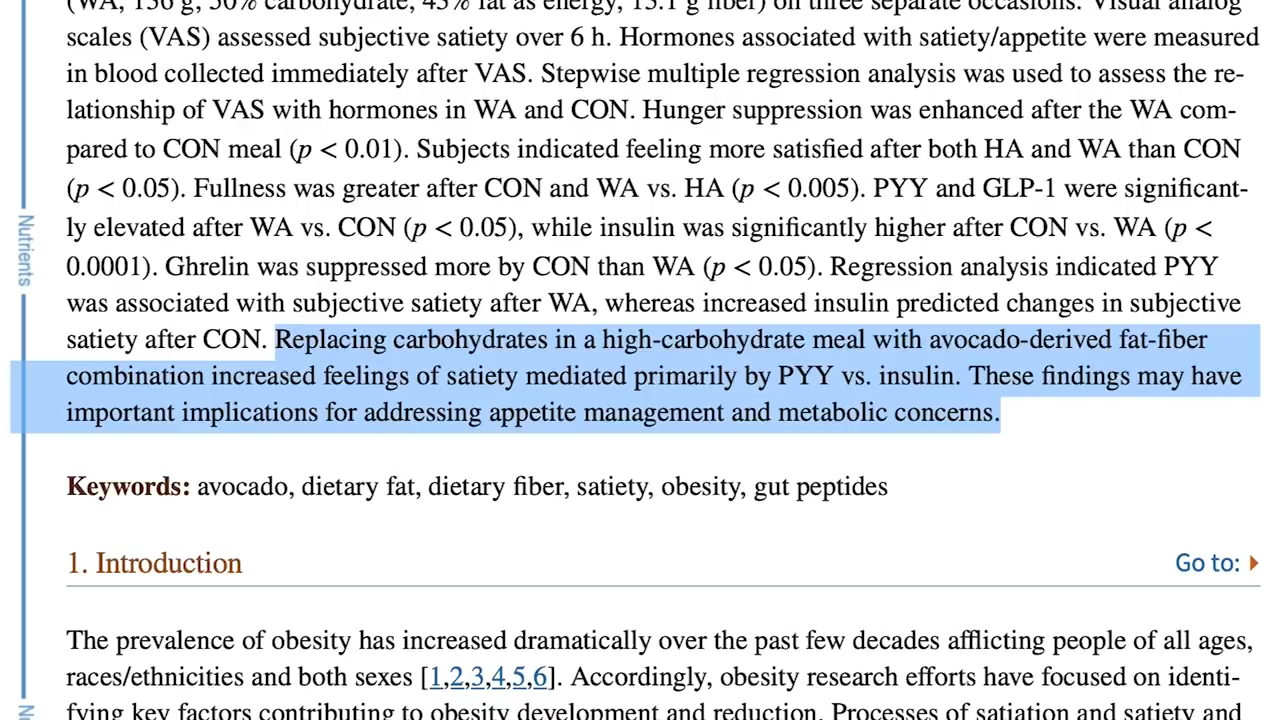 (WA, 136 g, 50% carbohydrate, 43% fat as energy, 13.1 g fiber) on three separate occasions. Visual analog
scales (VAS) assessed subjective satiety over 6 h. Hormones associated with satiety/appetite were measured
in blood collected immediately after VAS. Stepwise multiple regression analysis was used to assess the re-
lationship of VAS with hormones in WA and CON. Hunger suppression was enhanced after the WA com-
pared to CON meal (p < 0.01). Subjects indicated feeling more satisfied after both HA and WA than CON
(p < 0.05). Fullness was greater after CON and WA vs. HA (p < 0.005). PYY and GLP-1 were significant-
ly elevated after WA vs. CON (p < 0.05), while insulin was significantly higher after CON vs. WA (p <
0.0001). Ghrelin was suppressed more by CON than WA (p < 0.05). Regression analysis indicated PYY
was associated with subjective satiety after WA, whereas increased insulin predicted changes in subjective
satiety after CON. Replacing carbohydrates in a high-carbohydrate meal with avocado-derived fat-fiber
combination increased feelings of satiety mediated primarily by PYY vs. insulin. These findings may have
important implications for addressing appetite management and metabolic concerns.
Keywords: avocado, dietary fat, dietary fiber, satiety, obesity, gut peptides
1. Introduction
Go to:
The prevalence of obesity has increased dramatically over the past few decades afflicting people of all ages,
races/ethnicities and both sexes [1,2,3,4,5,6]. Accordingly, obesity research efforts have focused on identi-
fying key factors contributing to obesity development and reduction. Processes of satiation and satiety and
Nutrients
Nu